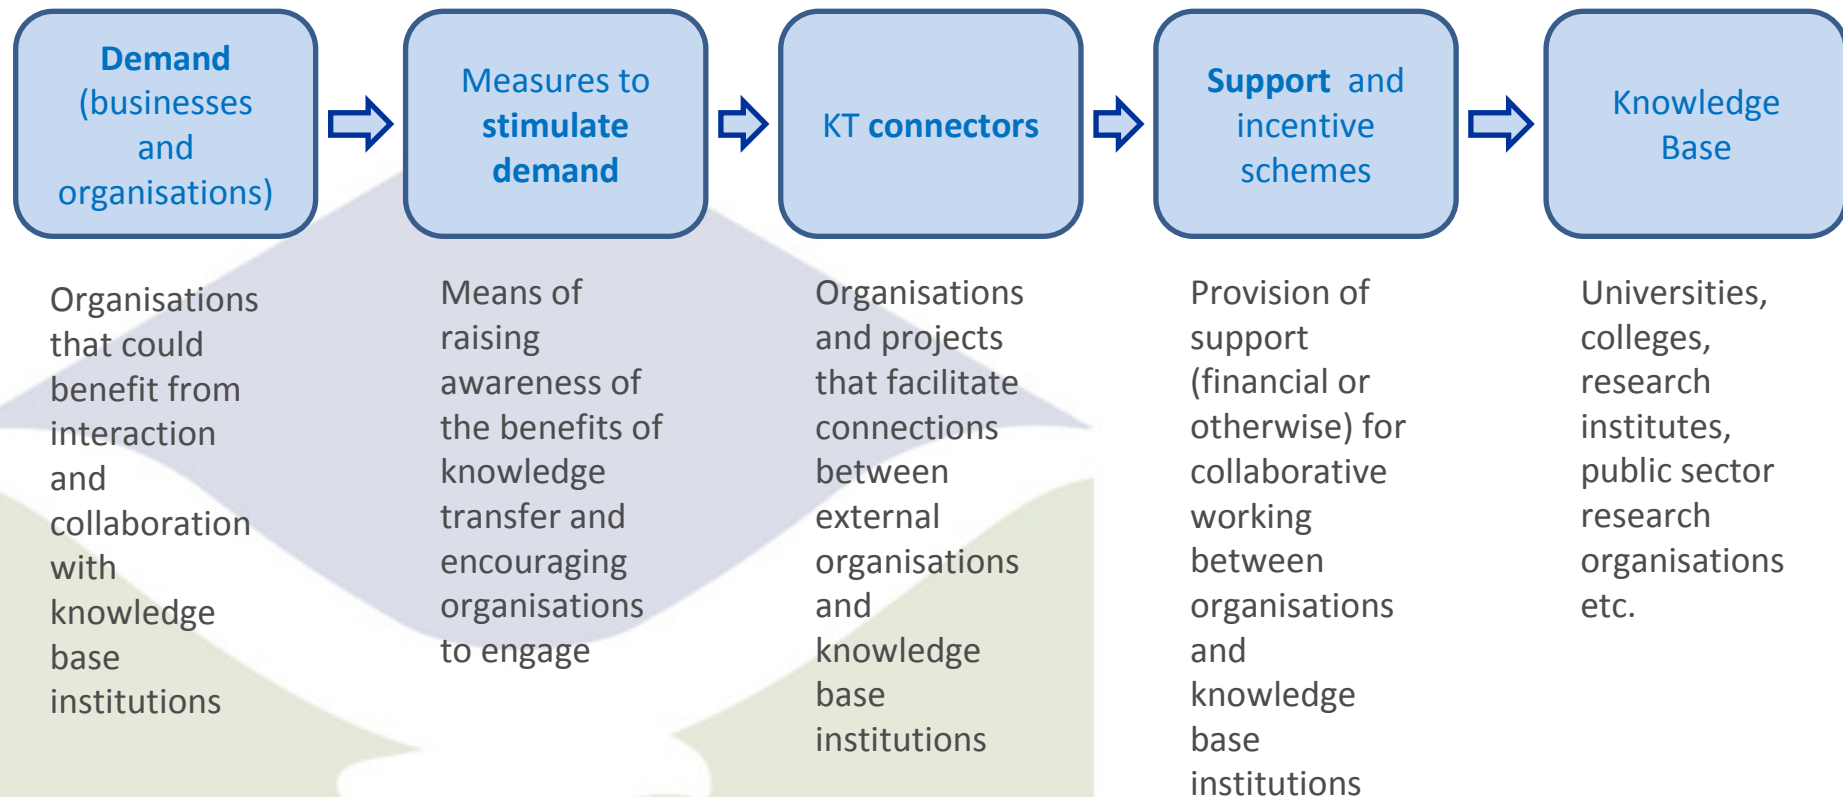 Demand
(businesses
and
organisations)
Measures to
stimulate
demand
KT connectors
Support and
incentive
schemes
Knowledge
Base
Organisations
that could
benefit from
interaction
and
collaboration
with
knowledge
base
institutions
Means of
raising
awareness of
the benefits of
knowledge
transfer and
encouraging
organisations
to engage
Organisations
and projects
that facilitate
connections
between
external
organisations
and
knowledge
base
institutions
Provision of
support
(financial or
otherwise) for
collaborative
working
between
organisations
and
knowledge
base
institutions
Universities,
colleges,
research
institutes,
public sector
research
organisations
etc.